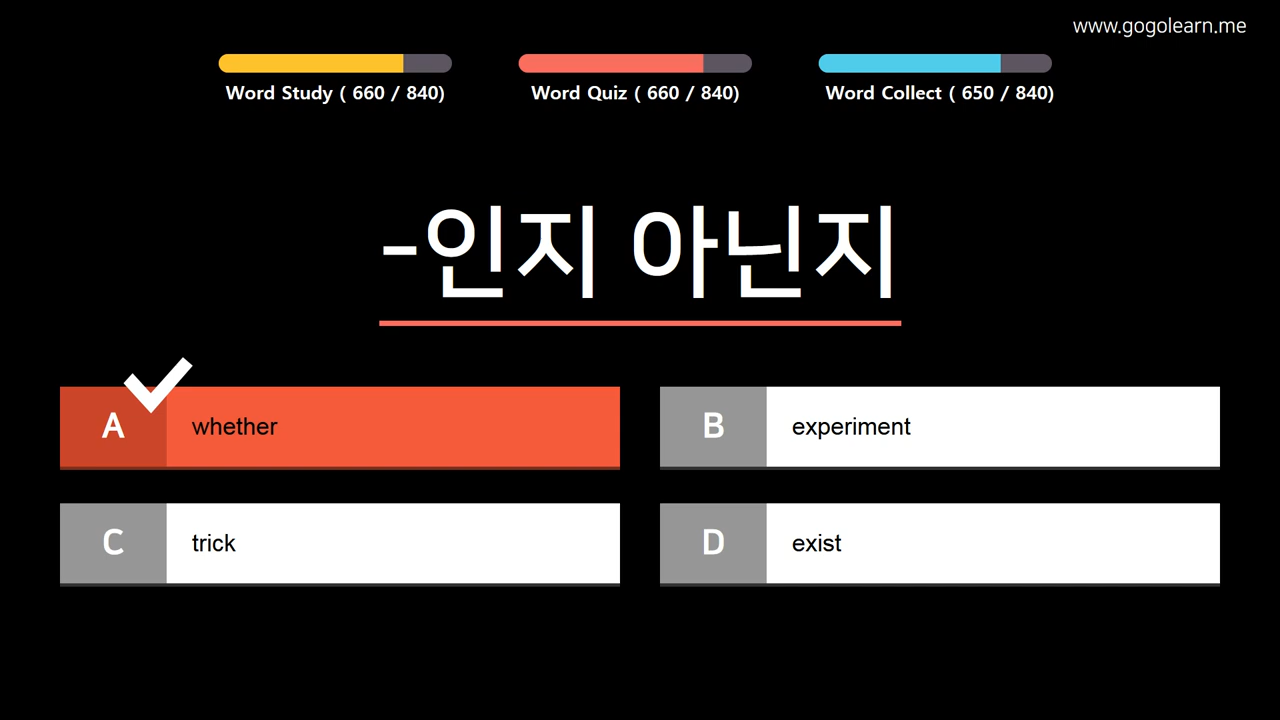 www.gogolearn.me
Word Study ( 660 / 840)
Word Quiz ( 660 / 840)
Word Collect ( 650 / 840)
-인지 아닌지
A whether
B experiment
C trick
D exist